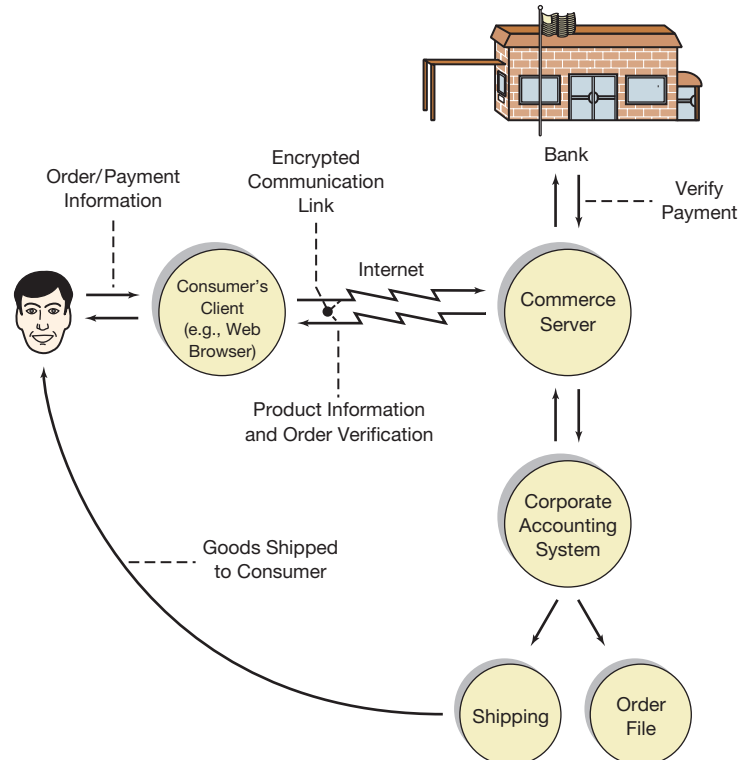 Bank
Encrypted
Communication
Link
Order/Payment
Information
Verify
Payment
Internet
Consumer's
Client
(e.g., Web
Browser)
Commerce
Server
Product Information
and Order Verification
Corporate
Accounting
System
Goods Shipped
to Consumer
Shipping
Order
File